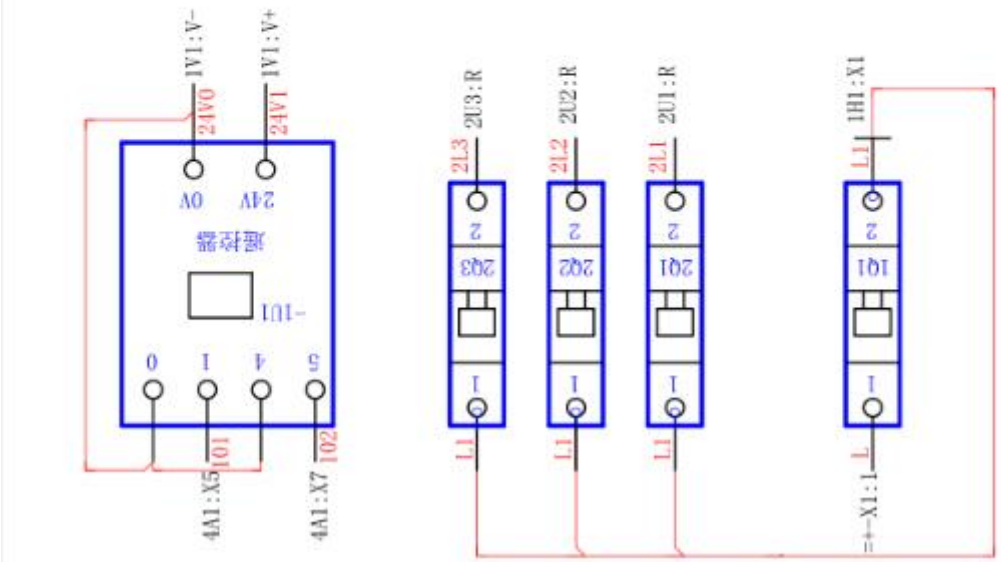 1V1:V-
1V1:V+
24V0
24V1
0V
24V
遥控器
-1U1
0
1
4
5
101
102
4A1:X5
4A1:X7
2U3:R
2U2:R
2U1:R
1H1:X1
2L3
2L2
2L1
L1
2
2
2
2
2Q3
2Q2
2Q1
1Q1
1
1
1
1
L1
L1
L1
L
=+-X1:1